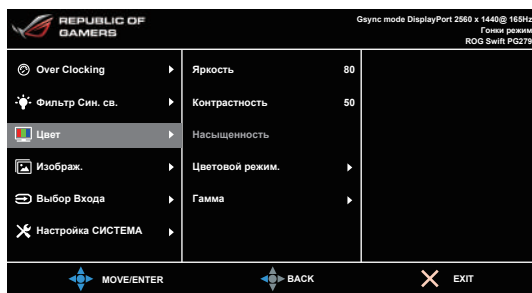 REPUBLIC OF
GAMERS
Gsync mode DisplayPort 2560 x 1440@ 165Hz
Гонки режим
ROG Swift PG279
Over Clocking
Фильтр Син. св.
Цвет
Изображ.
Выбор Входа
Настройка СИСТЕМА
Яркость 80
Контрастность 50
Насыщенность
Цветовой режим.
Гамма
MOVE/ENTER
BACK
EXIT